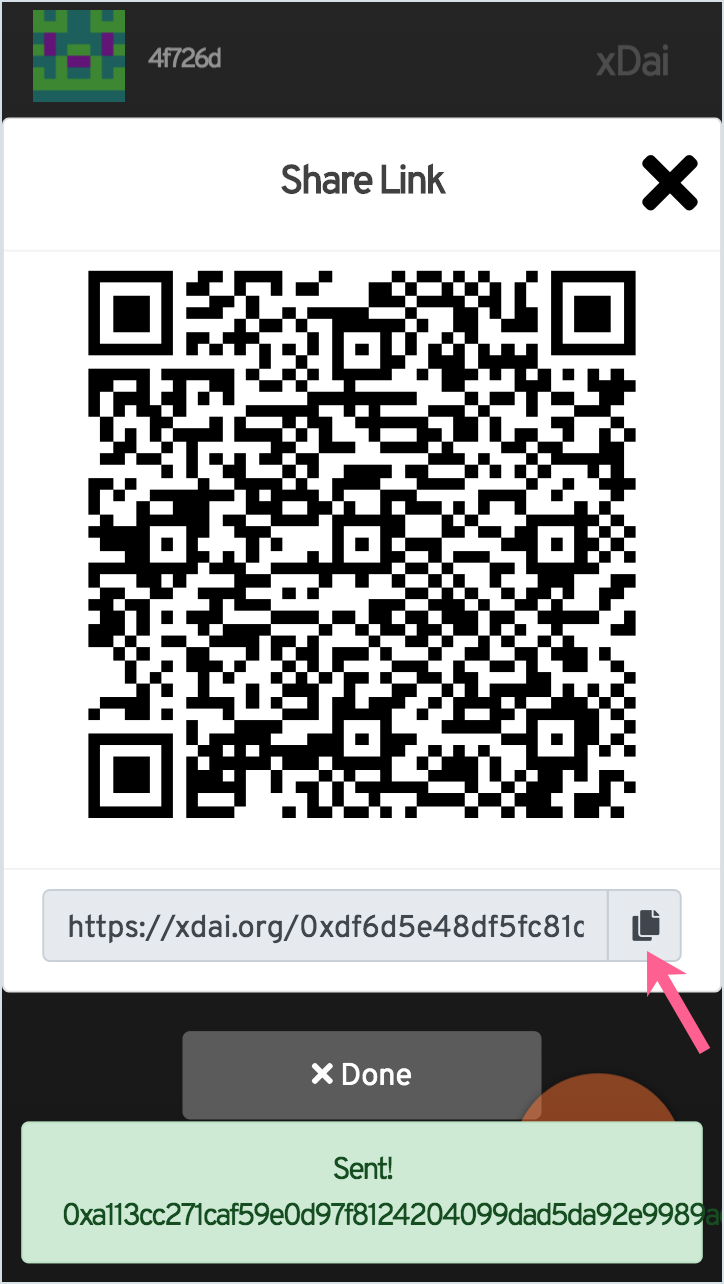 4f726d
xDai
Share Link
https://xdai.org/0xdf6d5e48df5fc81c
Done
Sent!
0xa113cc271caf59e0d97f8124204099dad5da92e9989a